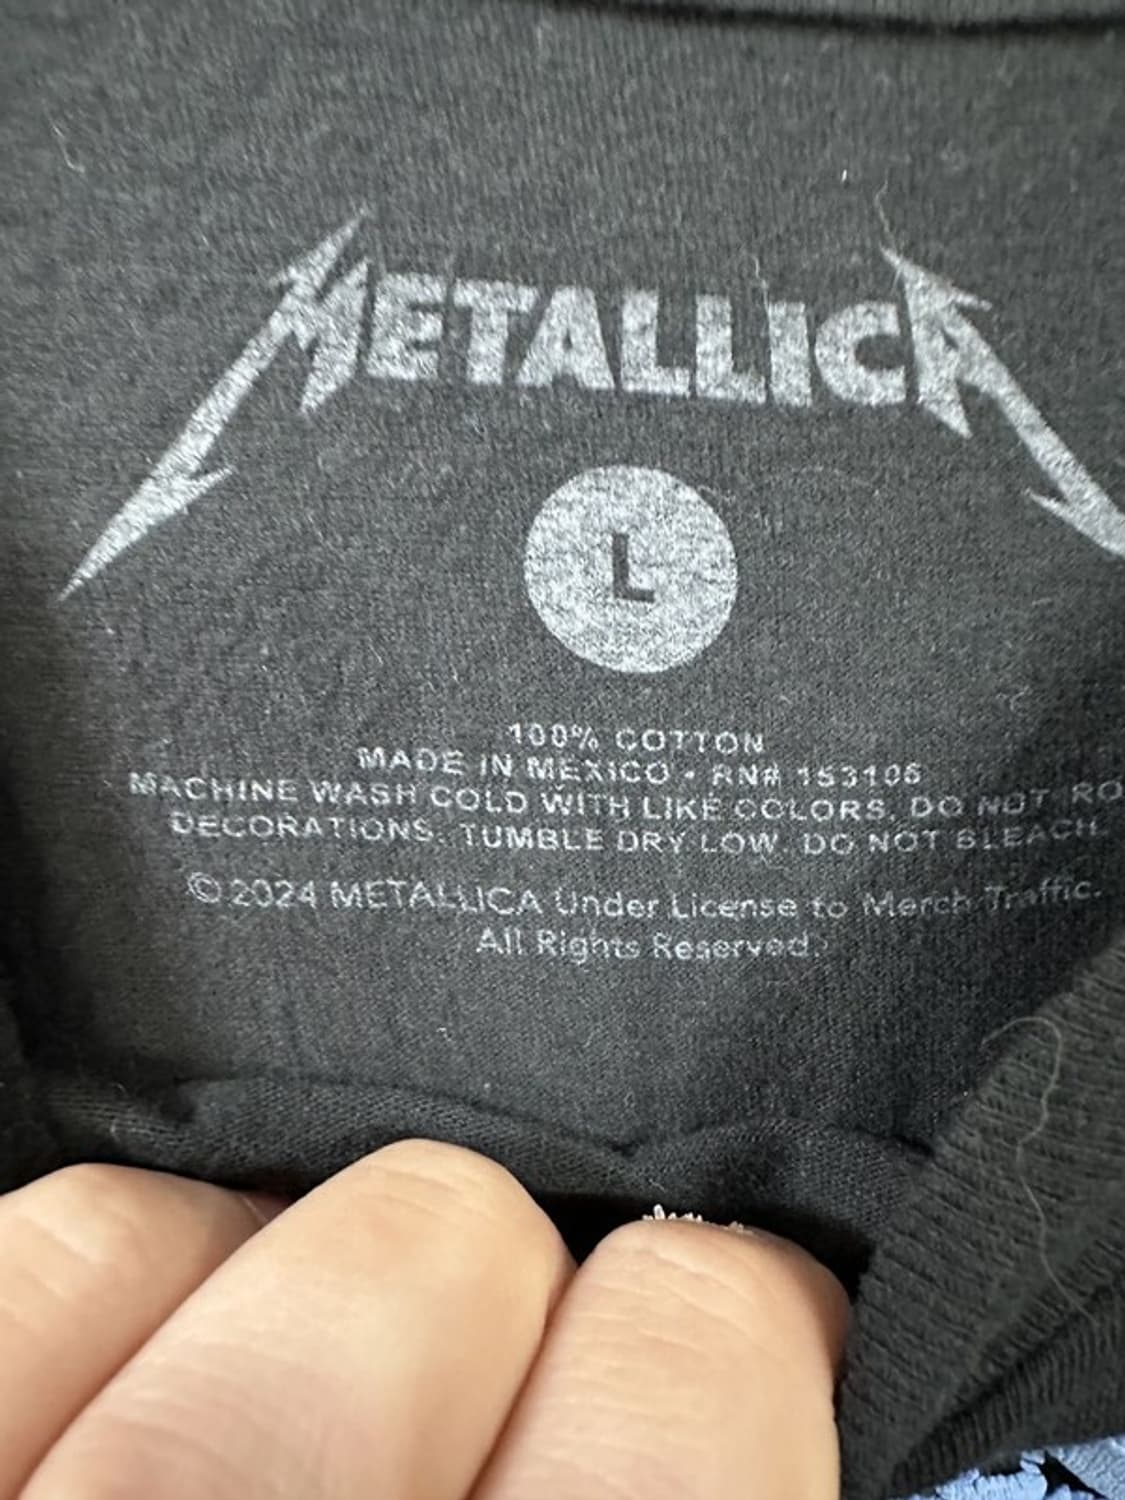 METALLICA
L
100% COTTON
MADE IN MEXICO • RN# 153106
MACHINE WASH COLD WITH LIKE COLORS. DO NOT
DECORATIONS. TUMBLE DRY LOW. DO NOT BLEACH.
© 2024 METALLICA Under License to Merch Traffic.
All Rights Reserved.